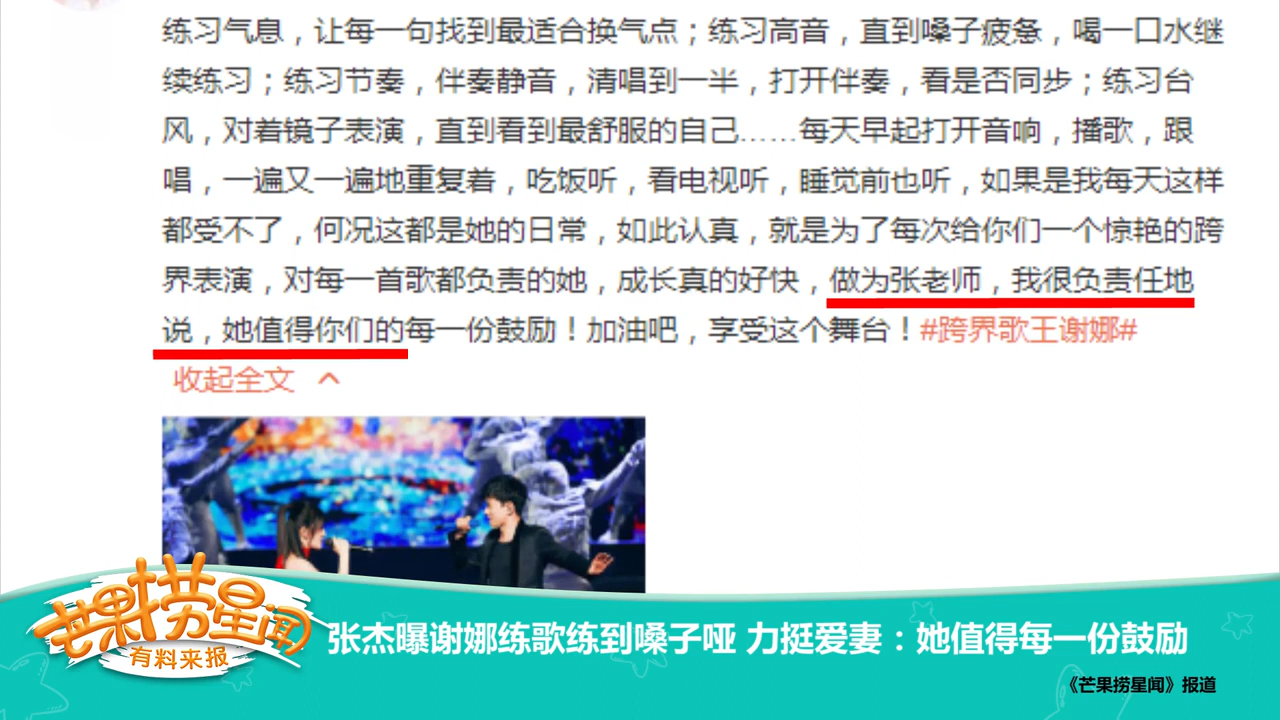 练习气息，让每一句找到最适合换气点；练习高音，直到嗓子疲惫，喝一口水继
续练习；练习节奏，伴奏静音，清唱到一半，打开伴奏，看是否同步；练习台
风，对着镜子表演，直到看到最舒服的自己……每天早起打开音响，播歌，跟
唱，一遍又一遍地重复着，吃饭听，看电视听，睡觉前也听，如果是我每天这样
都受不了，何况这都是她的日常，如此认真，就是为了每次给你们一个惊艳的跨
界表演，对每一首歌都负责的她，成长真的好快，做为张老师，我很负责任地
说，她值得你们的每一份鼓励！加油吧，享受这个舞台！#跨界歌王谢娜#
收起全文
芒果捞星闻
有料来报
张杰曝谢娜练歌练到嗓子哑 力挺爱妻：她值得每一份鼓励
《芒果捞星闻》报道